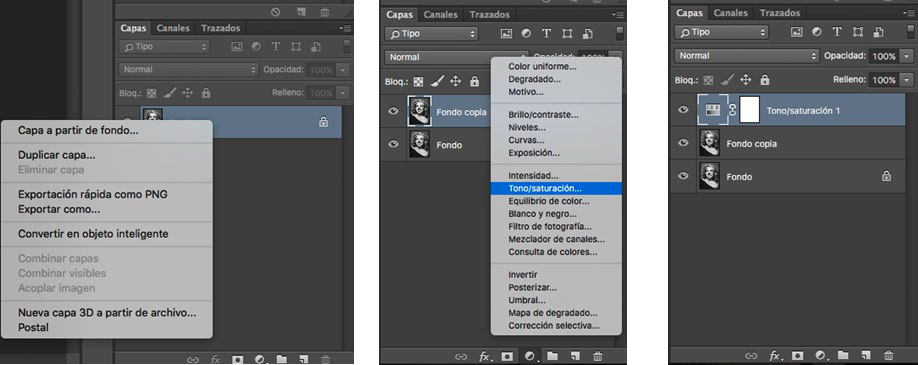 Capas Canales Trazados
Tipo
Normal Opacidad: 100%
Bloq.: Relleno: 100%
Capa a partir de fondo...
Duplicar capa...
Eliminar capa
Exportación rápida como PNG
Exportar como...
Convertir en objeto inteligente
Combinar capas
Combinar visibles
Acoplar imagen
Nueva capa 3D a partir de archivo...
Postal
fx
Capas Canales Trazados
Tipo
Normal Opacidad: 100%
Bloq.:
Fondo copia
Fondo
Color uniforme...
Degradado...
Motivo...
Brillo/contraste...
Niveles...
Curvas...
Exposición...
Intensidad...
Tono/saturación...
Equilibrio de color...
Blanco y negro...
Filtro de fotografía...
Mezclador de canales...
Consulta de colores...
Invertir
Posterizar...
Umbral...
Mapa de degradado...
Corrección selectiva...
fx
Capas Canales Trazados
Tipo
Normal Opacidad: 100%
Bloq.: Relleno: 100%
Tono/saturación 1
Fondo copia
Fondo
fx